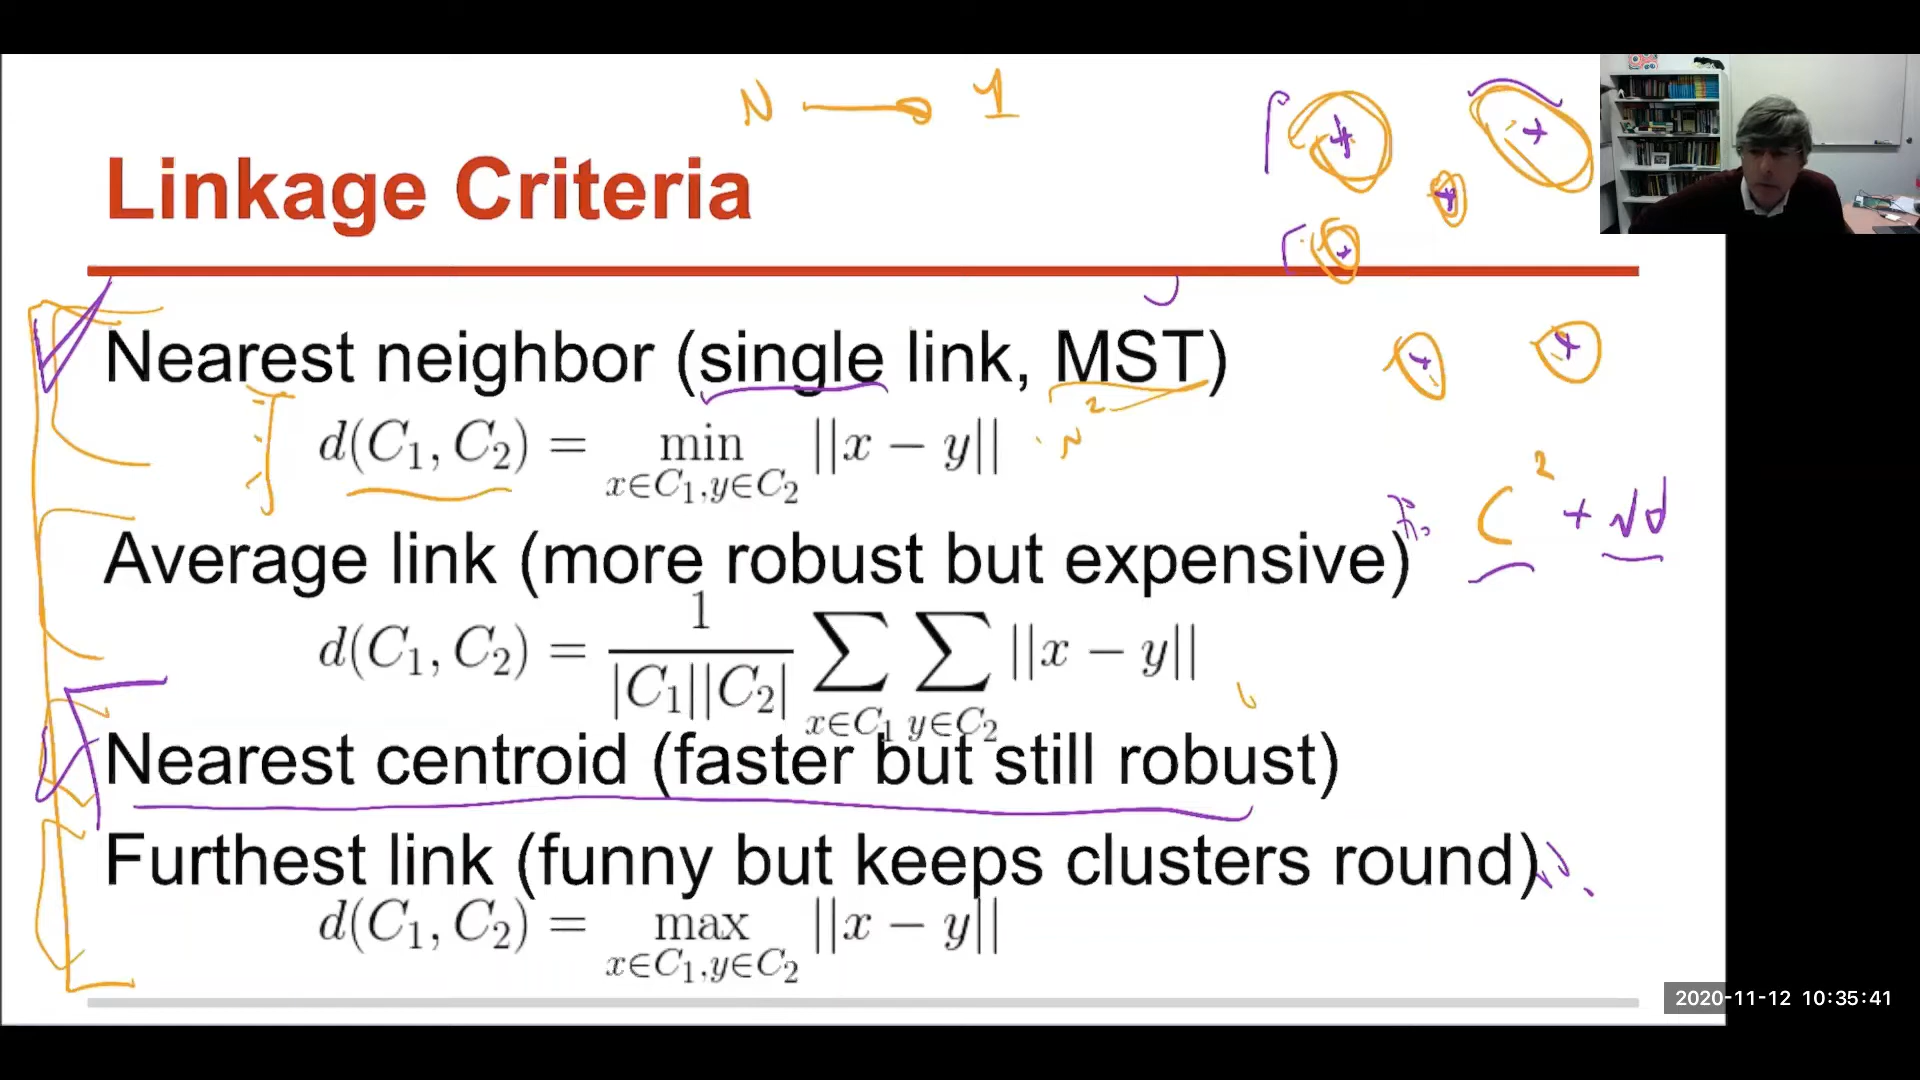 N 1
Linkage Criteria
Nearest neighbor (single link, MST)
d(C₁, C₂) = min ||x − y||
x∈C₁,y∈C₂
N²
Average link (more robust but expensive)
C² +
d(C₁, C₂) = 1 / |C₁||C₂| ∑ ∑ ||x − y||
x∈C₁ y∈C₂
Nearest centroid (faster but still robust)
Furthest link (funny but keeps clusters round)
d(C₁, C₂) = max ||x − y||
x∈C₁,y∈C₂
2020-11-12 10:35:41